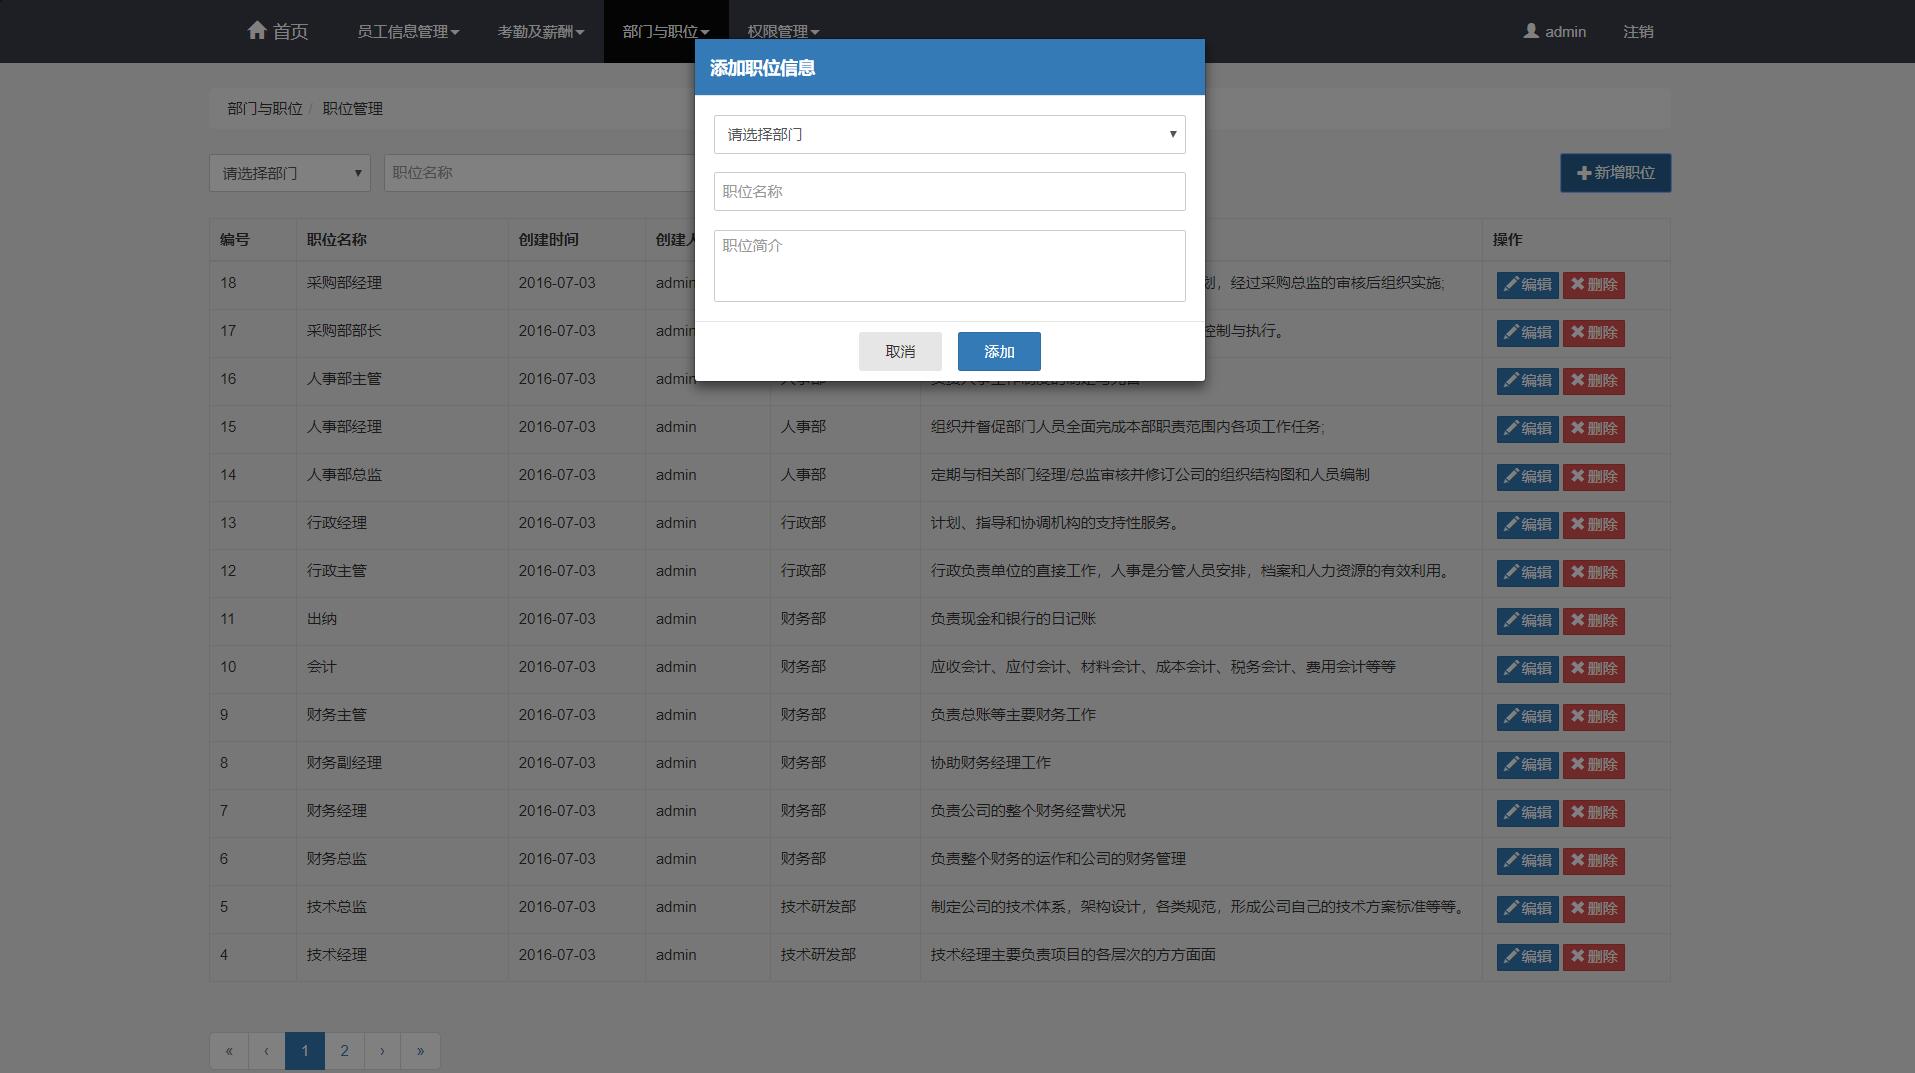 首页 员工信息管理 考勤及薪酬 部门与职位 权限管理 admin 注销
添加职位信息
部门与职位 / 职位管理
请选择部门
职位名称
职位简介
取消 添加
请选择部门 职位名称 新增职位
编号 职位名称 创建时间 创建人 操作
18 采购部经理 2016-07-03 admin 划，经过采购总监的审核后组织实施; 编辑 删除
17 采购部部长 2016-07-03 admin 控制与执行。 编辑 删除
16 人事部主管 2016-07-03 admin 编辑 删除
15 人事部经理 2016-07-03 admin 人事部 组织并督促部门人员全面完成本部职责范围内各项工作任务; 编辑 删除
14 人事部总监 2016-07-03 admin 人事部 定期与相关部门经理/总监审核并修订公司的组织结构图和人员编制 编辑 删除
13 行政经理 2016-07-03 admin 行政部 计划、指导和协调机构的支持性服务。 编辑 删除
12 行政主管 2016-07-03 admin 行政部 行政负责单位的直接工作，人事是分管人员安排，档案和人力资源的有效利用。 编辑 删除
11 出纳 2016-07-03 admin 财务部 负责现金和银行的日记账 编辑 删除
10 会计 2016-07-03 admin 财务部 应收会计、应付会计、材料会计、成本会计、税务会计、费用会计等等 编辑 删除
9 财务主管 2016-07-03 admin 财务部 负责总账等主要财务工作 编辑 删除
8 财务副经理 2016-07-03 admin 财务部 协助财务经理工作 编辑 删除
7 财务经理 2016-07-03 admin 财务部 负责公司的整个财务经营状况 编辑 删除
6 财务总监 2016-07-03 admin 财务部 负责整个财务的运作和公司的财务管理 编辑 删除
5 技术总监 2016-07-03 admin 技术研发部 制定公司的技术体系，架构设计，各类规范，形成公司自己的技术方案标准等等。 编辑 删除
4 技术经理 2016-07-03 admin 技术研发部 技术经理主要负责项目的各层次的方方面面 编辑 删除
« ‹ 1 2 › »